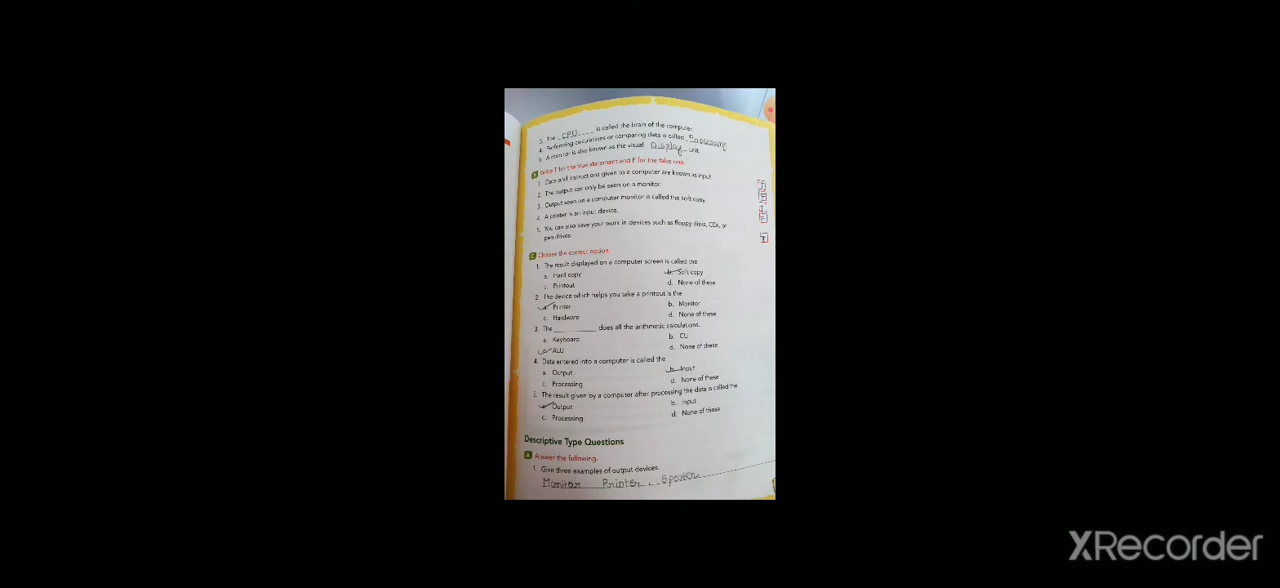 3. The CPU is called the brain of the computer.
4. Performing calculations or comparing data is called Processing
5. A monitor is also known as the visual Display unit.
B Write T for the true statement and F for the false one.
1. Data and instructions given to a computer are known as input. T
2. The output can only be seen on a monitor.
3. Output seen on a computer monitor is called the soft copy.
4. A printer is an input device.
5. You can also save your work in devices such as floppy discs, CDs, or
pen drives. T
C Choose the correct option.
1. The result displayed on a computer screen is called the
a. Hard copy b. Soft copy
c. Printout d. None of these
2. The device which helps you take a printout is the
a. Printer b. Monitor
c. Hardware d. None of these
3. The __________ does all the arithmetic calculations.
a. Keyboard b. CU
c. ALU d. None of these
4. Data entered into a computer is called the
a. Output b. Input
c. Processing d. None of these
5. The result given by a computer after processing the data is called the
a. Output b. Input
c. Processing d. None of these
Descriptive Type Questions
A Answer the following.
1. Give three examples of output devices.
Monitor Printer, Speaker
XRecorder